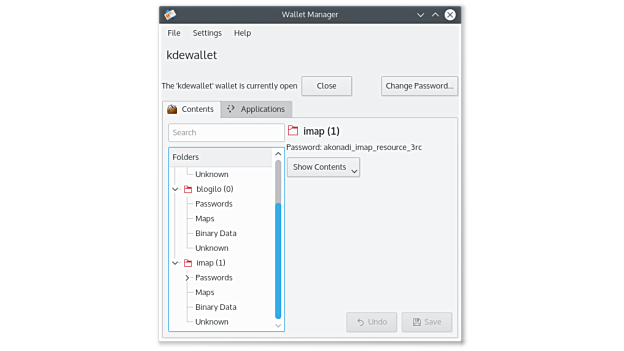 Wallet Manager
File Settings Help
kdewallet
The 'kdewallet' wallet is currently open Close Change Password...
Contents Applications
Search
imap (1)
Password: akonadi_imap_resource_3rc
Show Contents
Folders
Unknown
blogilo (0)
Passwords
Maps
Binary Data
Unknown
imap (1)
Passwords
Maps
Binary Data
Unknown
Undo Save